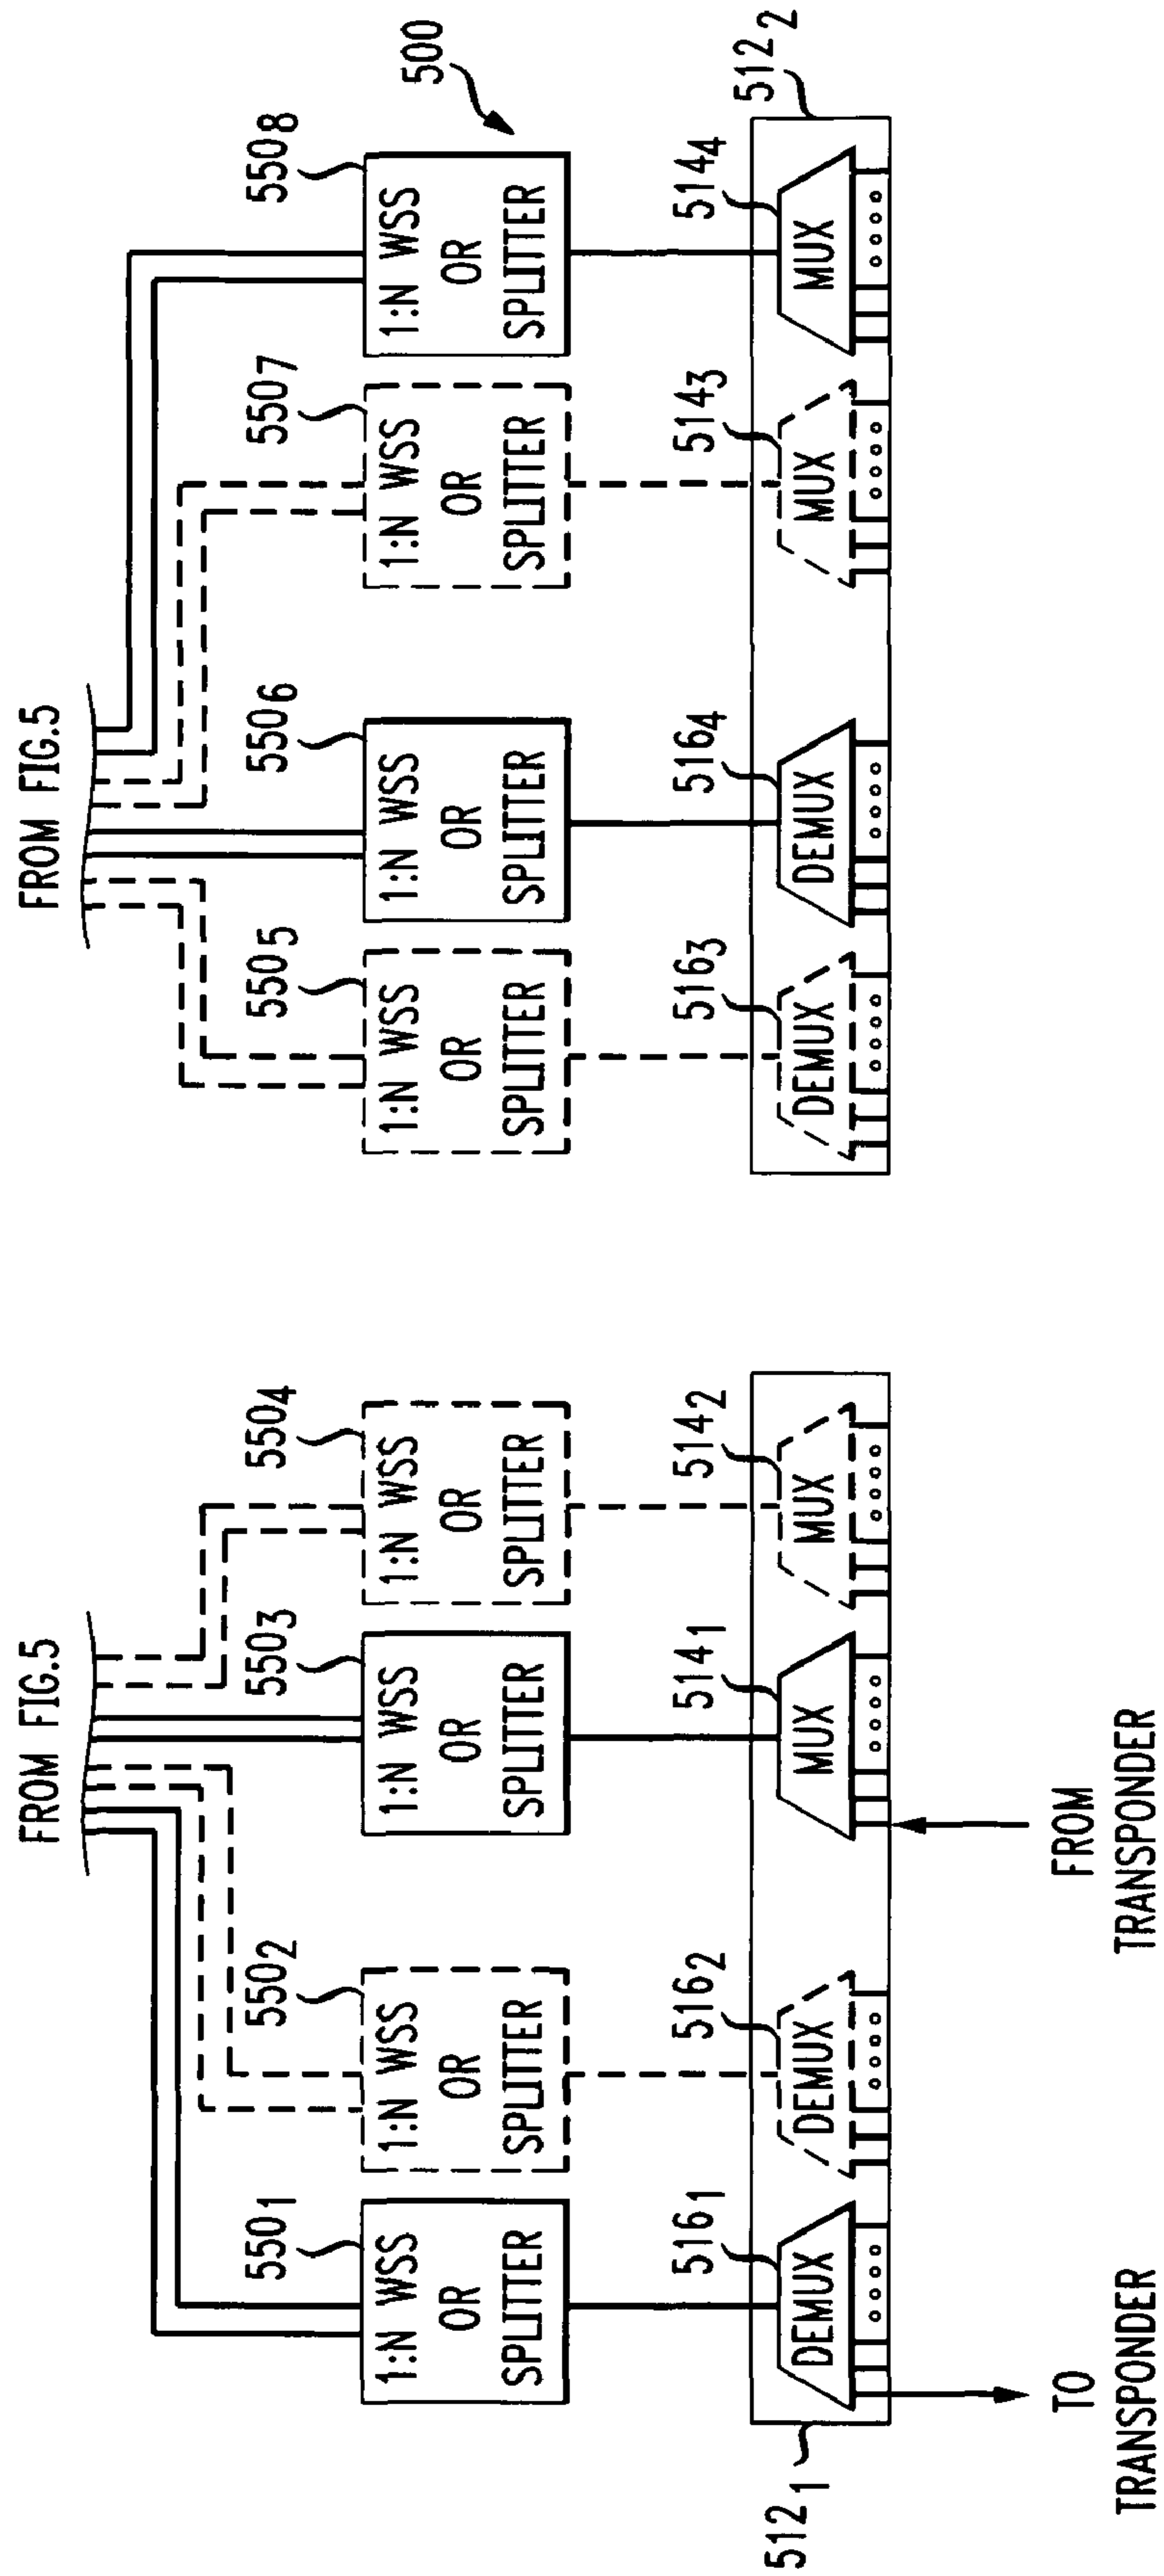 FROM FIG.5
FROM FIG.5
500
550₁
550₂
550₃
550₄
550₅
550₆
550₇
550₈
1:N WSS
OR
SPLITTER
1:N WSS
OR
SPLITTER
1:N WSS
OR
SPLITTER
1:N WSS
OR
SPLITTER
1:N WSS
OR
SPLITTER
1:N WSS
OR
SPLITTER
1:N WSS
OR
SPLITTER
1:N WSS
OR
SPLITTER
512₁
516₁
516₂
514₁
514₂
516₃
516₄
514₃
514₄
512₂
DEMUX
DEMUX
MUX
MUX
DEMUX
DEMUX
MUX
MUX
TO
TRANSPONDER
FROM
TRANSPONDER